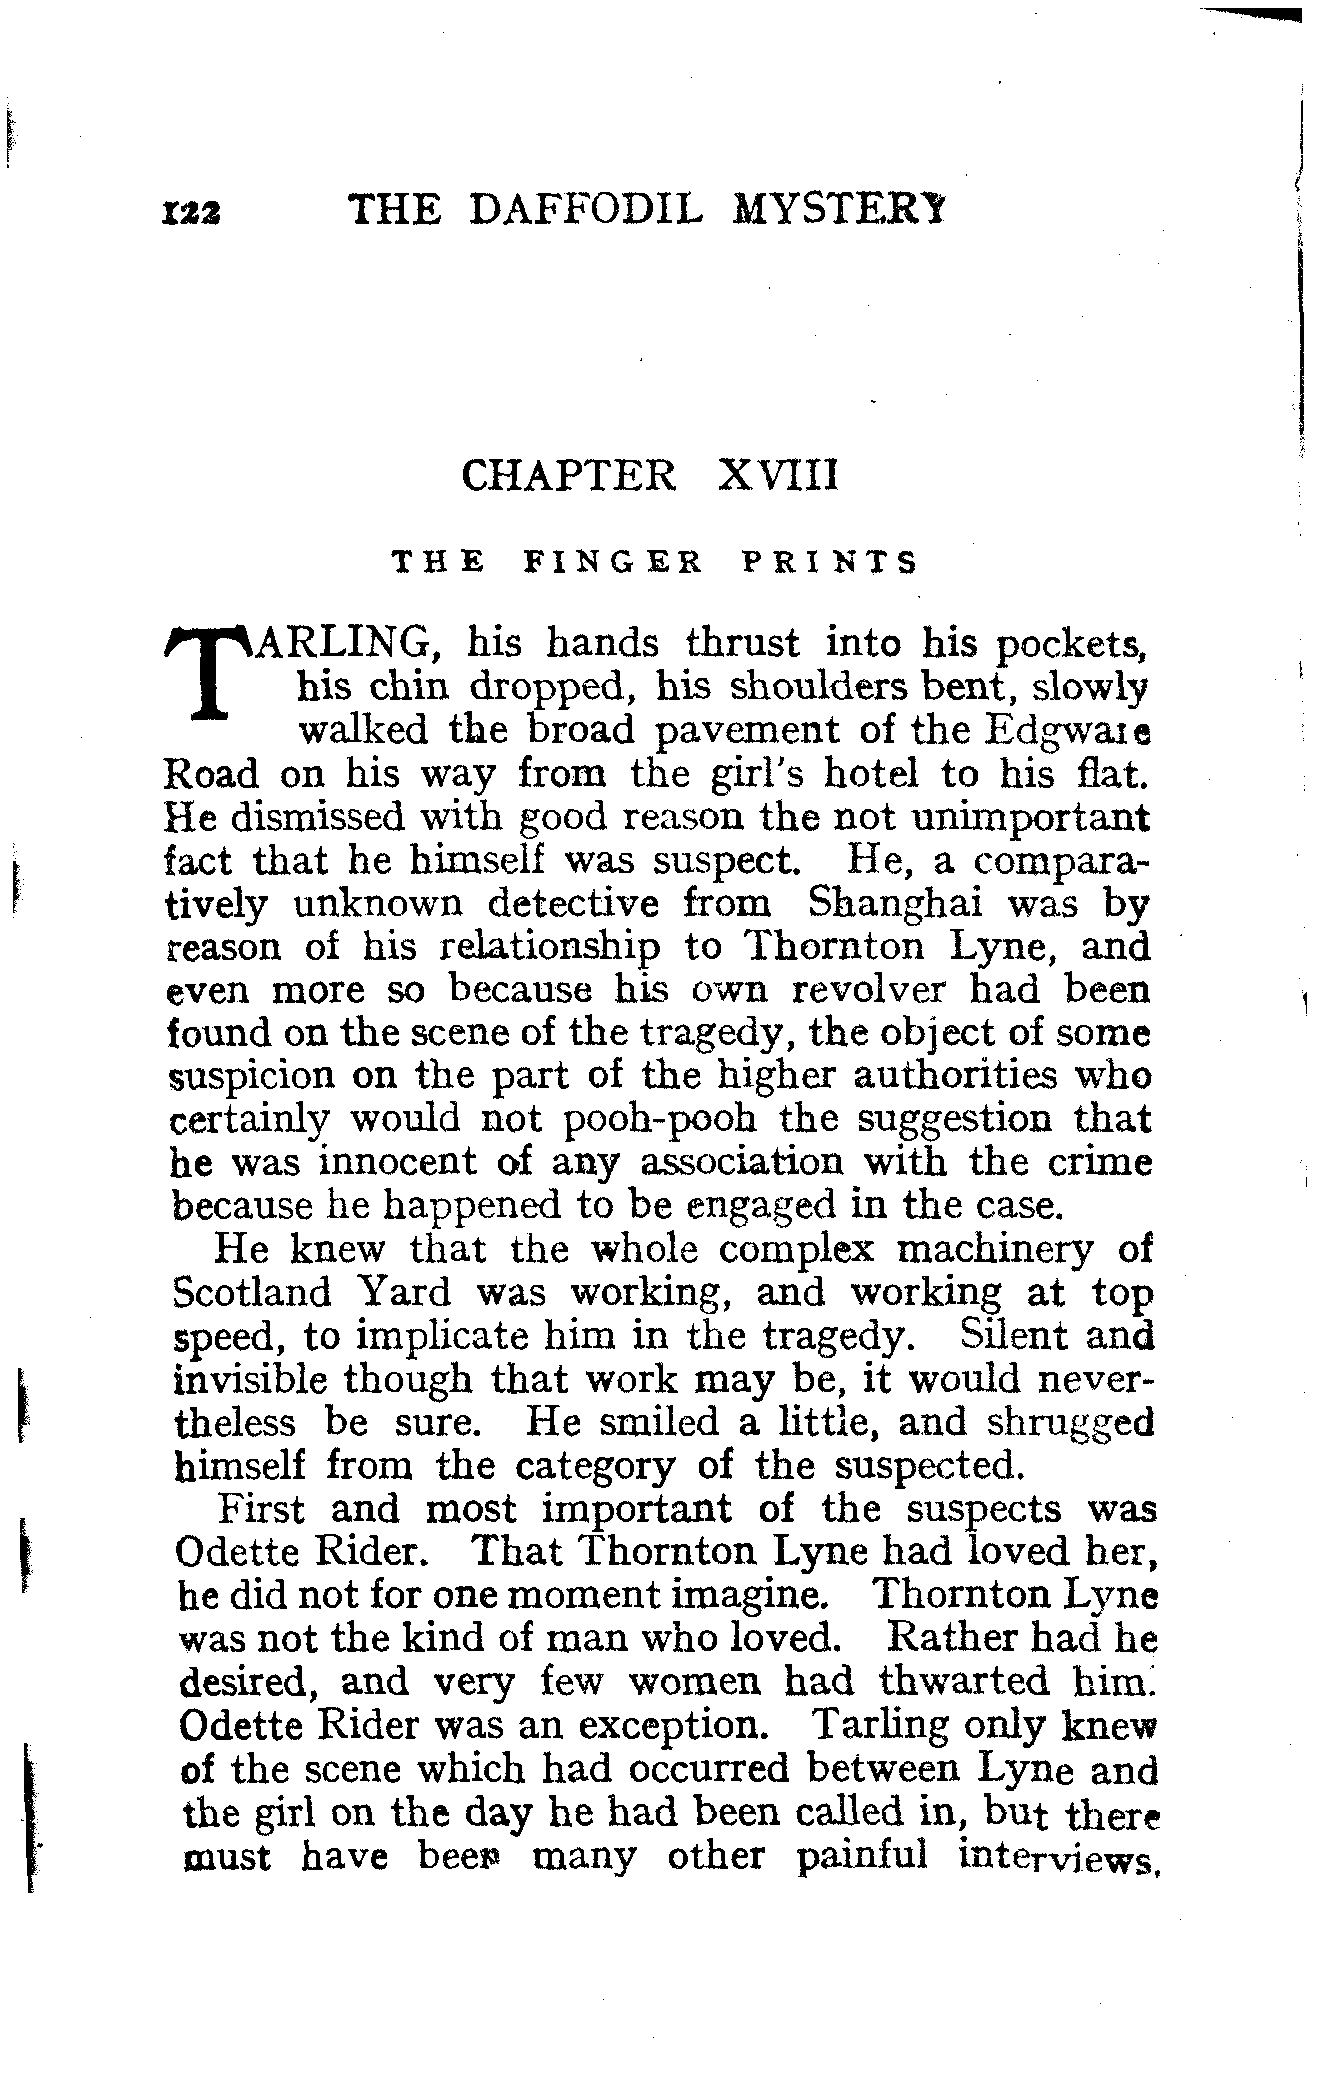 122 THE DAFFODIL MYSTERY
CHAPTER XVIII
THE FINGER PRINTS
TARLING, his hands thrust into his pockets,
his chin dropped, his shoulders bent, slowly
walked the broad pavement of the Edgware
Road on his way from the girl's hotel to his flat.
He dismissed with good reason the not unimportant
fact that he himself was suspect. He, a compara-
tively unknown detective from Shanghai was by
reason of his relationship to Thornton Lyne, and
even more so because his own revolver had been
found on the scene of the tragedy, the object of some
suspicion on the part of the higher authorities who
certainly would not pooh-pooh the suggestion that
he was innocent of any association with the crime
because he happened to be engaged in the case.
He knew that the whole complex machinery of
Scotland Yard was working, and working at top
speed, to implicate him in the tragedy. Silent and
invisible though that work may be, it would never-
theless be sure. He smiled a little, and shrugged
himself from the category of the suspected.
First and most important of the suspects was
Odette Rider. That Thornton Lyne had loved her,
he did not for one moment imagine. Thornton Lyne
was not the kind of man who loved. Rather had he
desired, and very few women had thwarted him.
Odette Rider was an exception. Tarling only knew
of the scene which had occurred between Lyne and
the girl on the day he had been called in, but there
must have been many other painful interviews,